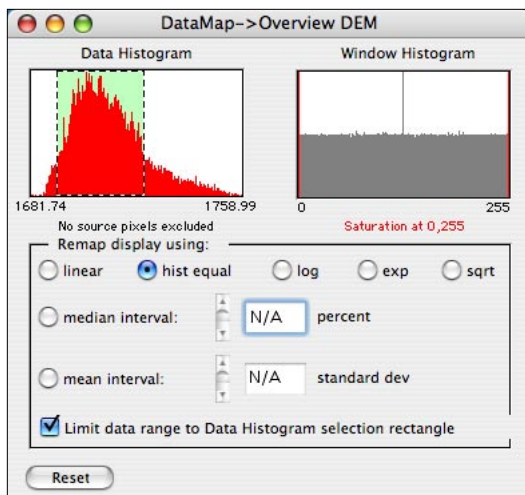 DataMap->Overview DEM
Data Histogram
Window Histogram
1681.74 1758.99
0 255
No source pixels excluded
Saturation at 0,255
Remap display using:
linear hist equal log exp sqrt
median interval: N/A percent
mean interval: N/A standard dev
Limit data range to Data Histogram selection rectangle
Reset